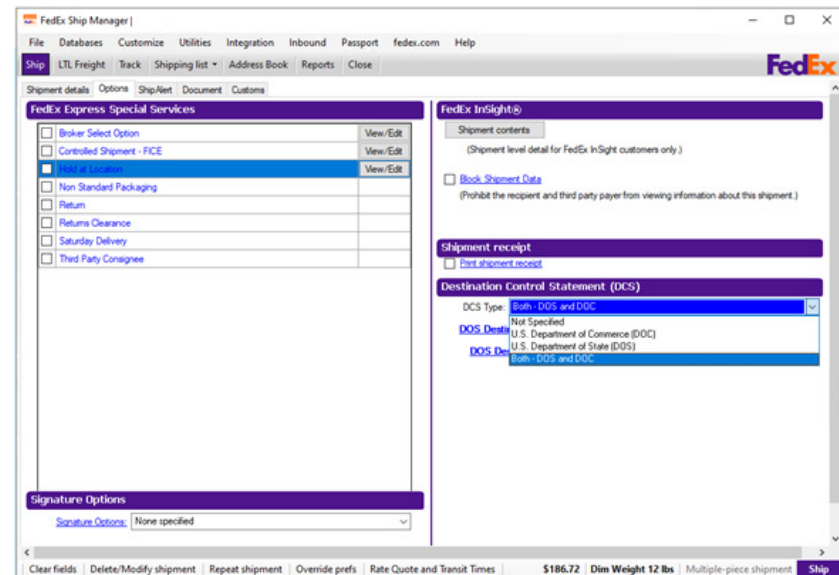 FedEx Ship Manager |
File Databases Customize Utilities Integration Inbound Passport fedex.com Help
Ship LTL Freight Track Shipping list Address Book Reports Close
FedEx
Shipment details Options ShipAlert Document Customs
FedEx Express Special Services
Broker Select Option View/Edit
Controlled Shipment - FICE View/Edit
Hold at Location View/Edit
Non Standard Packaging
Return
Returns Clearance
Saturday Delivery
Third Party Consignee
Signature Options
Signature Options: None specified
FedEx InSight®
Shipment contents
(Shipment level detail for FedEx InSight customers only.)
Book Shipment Data
(Prohibit the recipient and third party payer from viewing information about this shipment.)
Shipment receipt
Print shipment receipt
Destination Control Statement (DCS)
DCS Type: Both - DOS and DOC
Not Specified
U.S. Department of Commerce (DOC)
DOS Desti U.S. Department of State (DOS)
DOS De Both - DOS and DOC
Clear fields Delete/Modify shipment Repeat shipment Override prefs Rate Quote and Transit Times $186.72 Dim Weight 12 lbs Multiple-piece shipment Ship